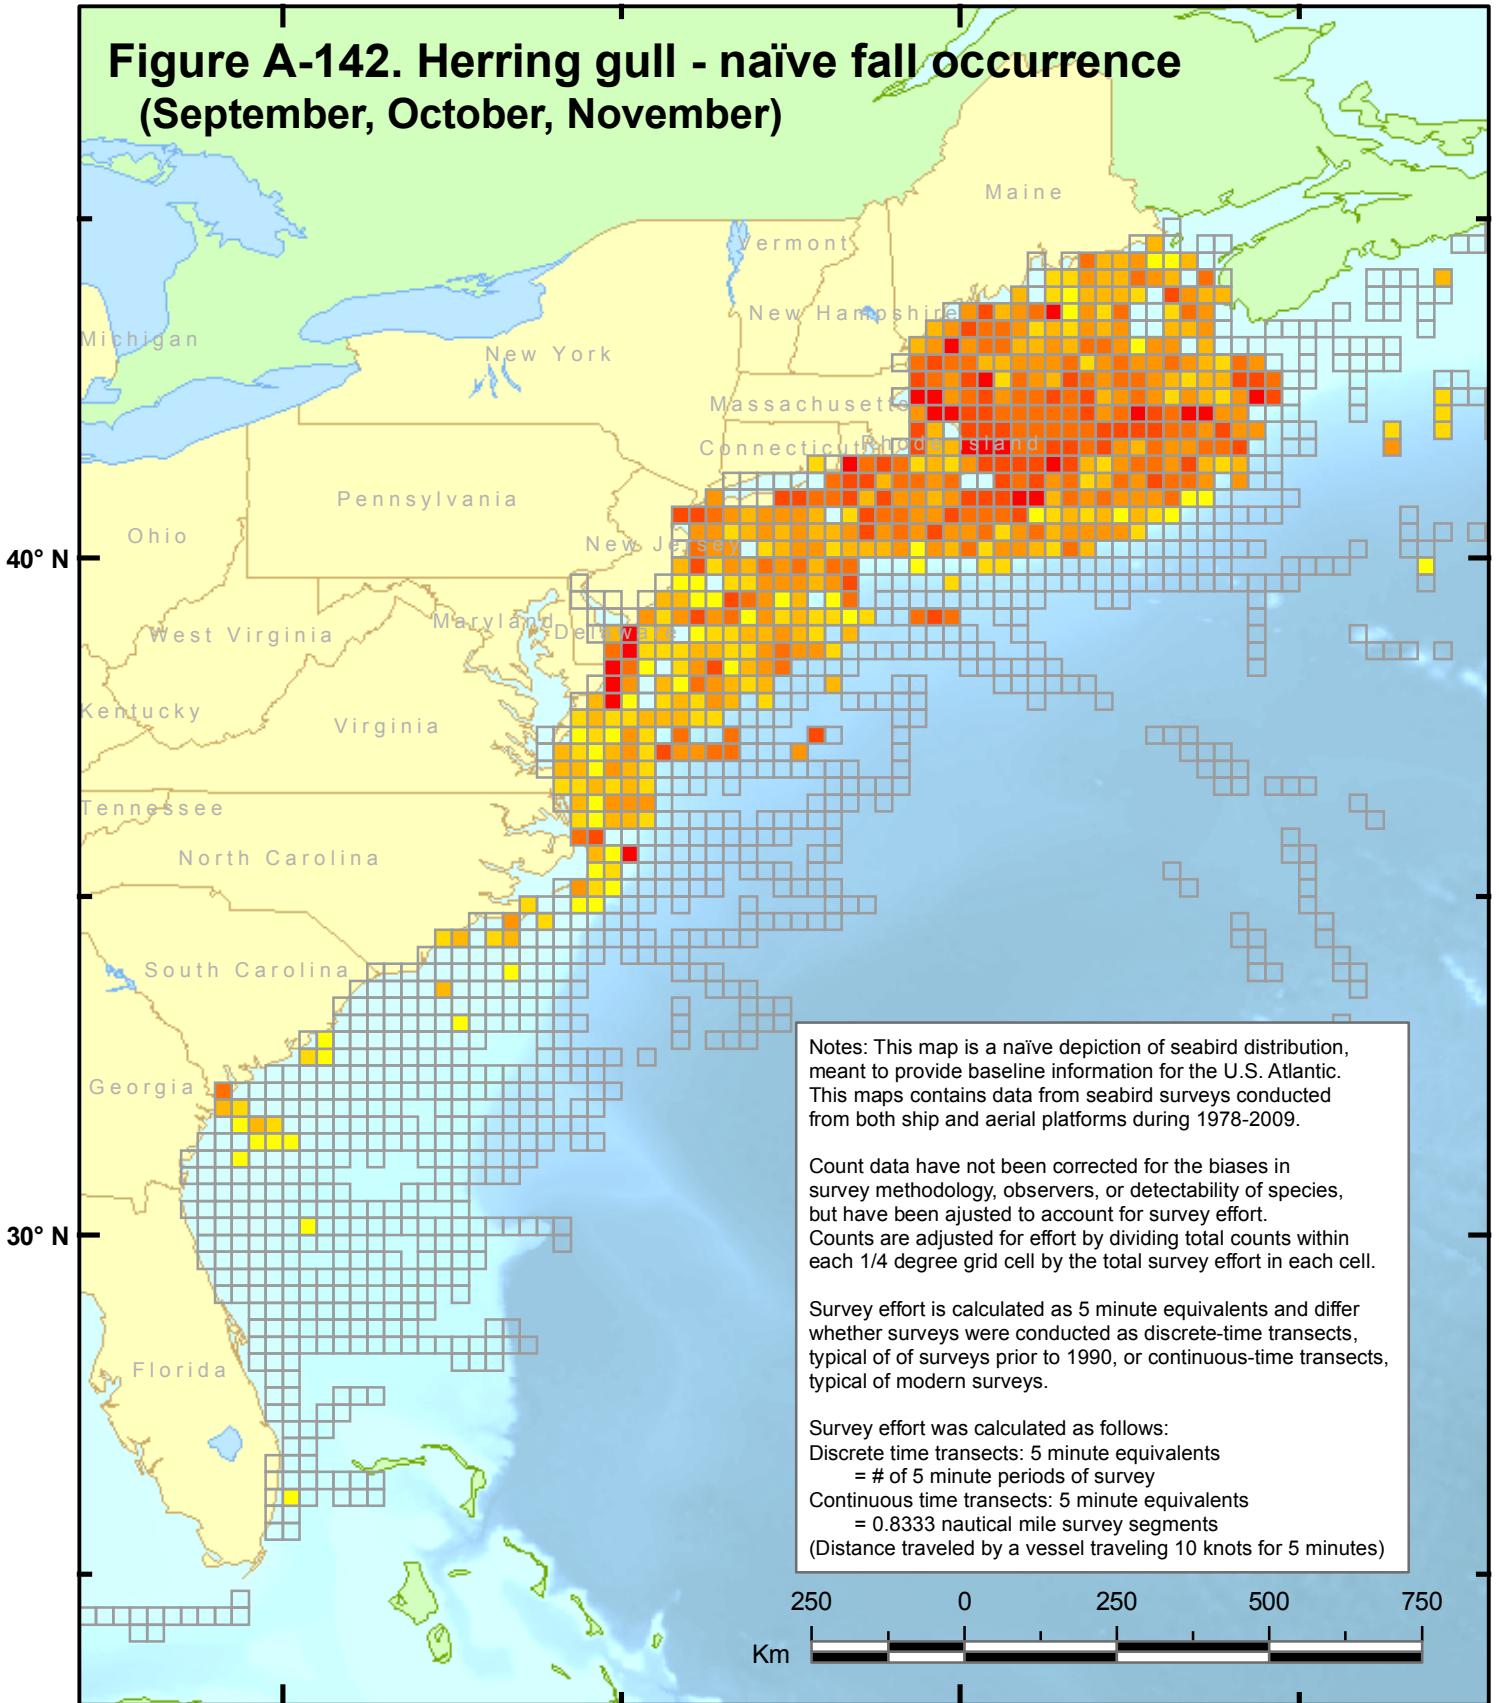 Figure A-142. Herring gull - naïve fall occurrence
(September, October, November)
Maine
Vermont
New Hampshire
Michigan
New York
Massachusetts
Connecticut
Rhode Island
Pennsylvania
Ohio
New Jersey
40° N
West Virginia
Maryland
Delaware
Kentucky
Virginia
Tennessee
North Carolina
South Carolina
Georgia
30° N
Florida
Notes: This map is a naïve depiction of seabird distribution,
meant to provide baseline information for the U.S. Atlantic.
This maps contains data from seabird surveys conducted
from both ship and aerial platforms during 1978-2009.
Count data have not been corrected for the biases in
survey methodology, observers, or detectability of species,
but have been ajusted to account for survey effort.
Counts are adjusted for effort by dividing total counts within
each 1/4 degree grid cell by the total survey effort in each cell.
Survey effort is calculated as 5 minute equivalents and differ
whether surveys were conducted as discrete-time transects,
typical of of surveys prior to 1990, or continuous-time transects,
typical of modern surveys.
Survey effort was calculated as follows:
Discrete time transects: 5 minute equivalents
= # of 5 minute periods of survey
Continuous time transects: 5 minute equivalents
= 0.8333 nautical mile survey segments
(Distance traveled by a vessel traveling 10 knots for 5 minutes)
250 0 250 500 750
Km